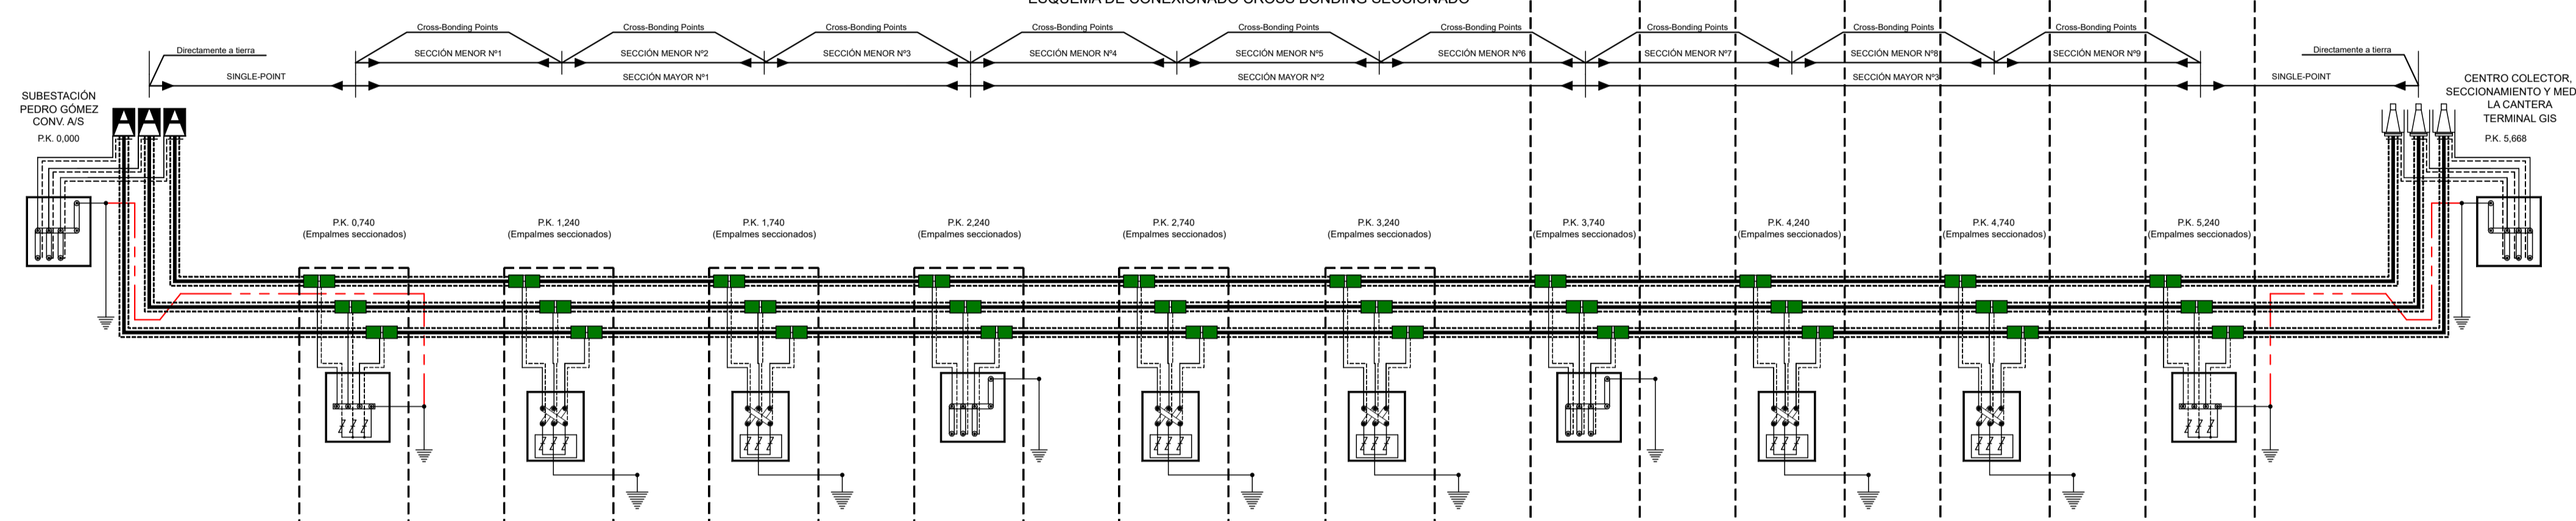 ESQUEMA DE CONEXIONADO CROSS BONDING SECCIONADO
Cross-Bonding Points
Cross-Bonding Points
Cross-Bonding Points
Cross-Bonding Points
Cross-Bonding Points
Cross-Bonding Points
Cross-Bonding Points
Cross-Bonding Points
Cross-Bonding Points
Directamente a tierra
SECCIÓN MENOR Nº1
SECCIÓN MENOR Nº2
SECCIÓN MENOR Nº3
SECCIÓN MENOR Nº4
SECCIÓN MENOR Nº5
SECCIÓN MENOR Nº6
SECCIÓN MENOR Nº7
SECCIÓN MENOR Nº8
SECCIÓN MENOR Nº9
Directamente a tierra
SINGLE-POINT
SECCIÓN MAYOR Nº1
SECCIÓN MAYOR Nº2
SECCIÓN MAYOR Nº3
SINGLE-POINT
SUBESTACIÓN
PEDRO GÓMEZ
CONV. A/S
P.K. 0,000
CENTRO COLECTOR,
SECCIONAMIENTO Y MED
LA CANTERA
TERMINAL GIS
P.K. 5,668
P.K. 0,740
(Empalmes seccionados)
P.K. 1,240
(Empalmes seccionados)
P.K. 1,740
(Empalmes seccionados)
P.K. 2,240
(Empalmes seccionados)
P.K. 2,740
(Empalmes seccionados)
P.K. 3,240
(Empalmes seccionados)
P.K. 3,740
(Empalmes seccionados)
P.K. 4,240
(Empalmes seccionados)
P.K. 4,740
(Empalmes seccionados)
P.K. 5,240
(Empalmes seccionados)